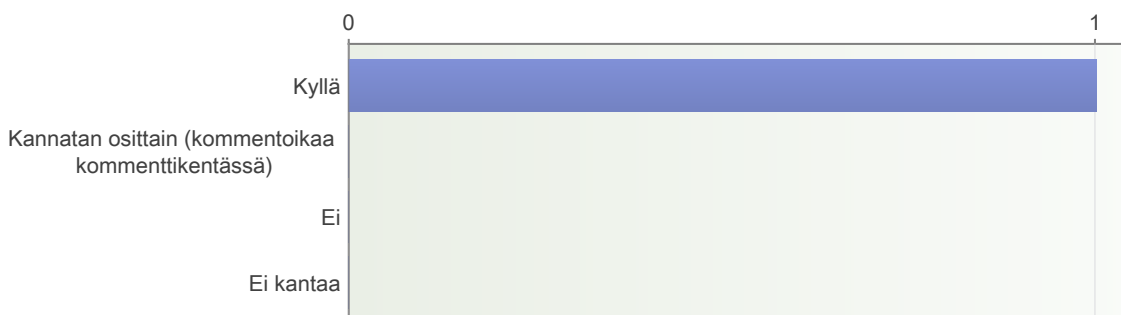 0 1
Kyllä
Kannatan osittain (kommentoikaa
kommenttikentässä)
Ei
Ei kantaa